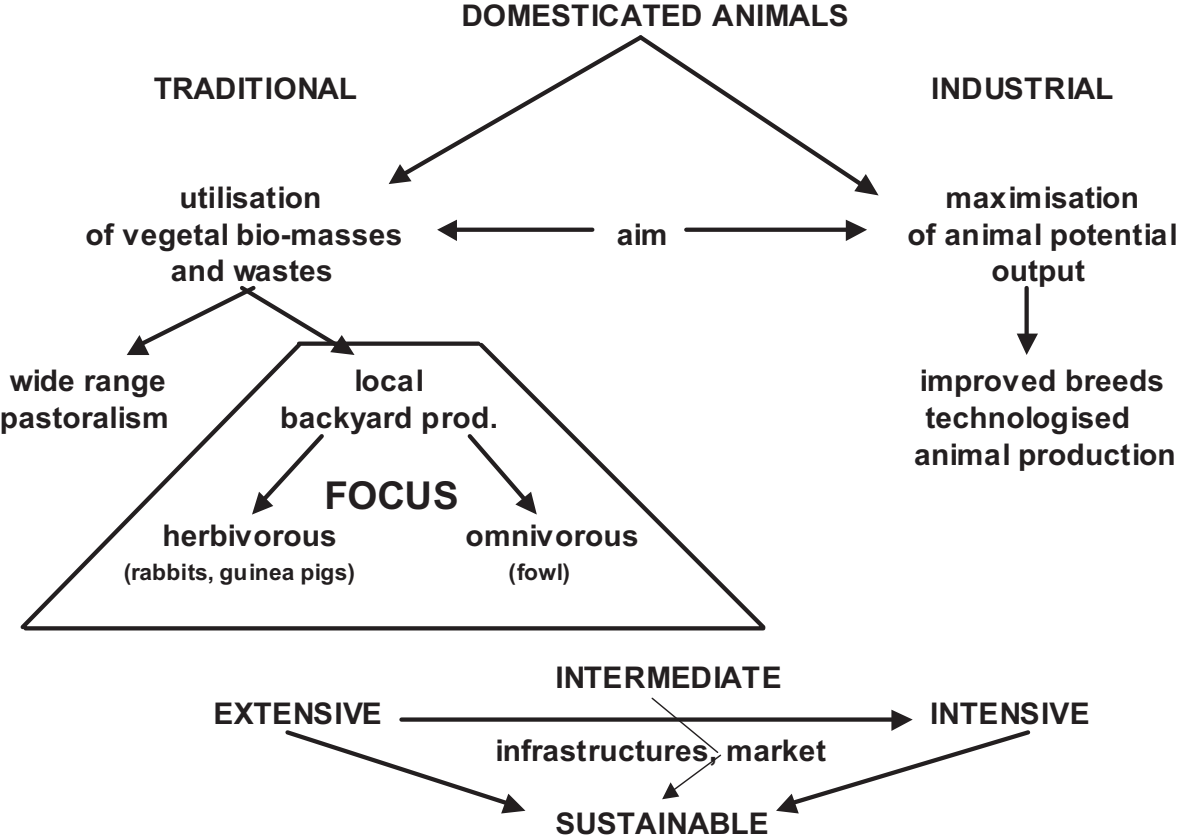 DOMESTICATED ANIMALS
TRADITIONAL
INDUSTRIAL
utilisation
of vegetal bio-masses
and wastes
aim
maximisation
of animal potential
output
wide range
pastoralism
local
backyard prod.
improved breeds
technologised
animal production
FOCUS
herbivorous
(rabbits, guinea pigs)
omnivorous
(fowl)
INTERMEDIATE
EXTENSIVE
INTENSIVE
infrastructures, market
SUSTAINABLE